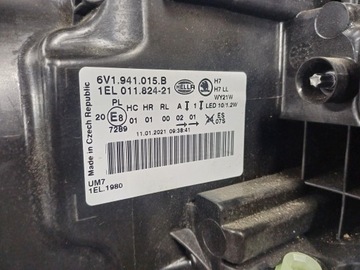 6V1.941.015.B
1EL 011.824-21
HELLA
H7
H7 LL
WY21W
LED 10/1.2W
PL
HC HR RL A 1
20 E8 01 01 00 02 01
7289
E8
11.01.2021 09:38:41
Made in Czech Republic
UM7
1EL.1980